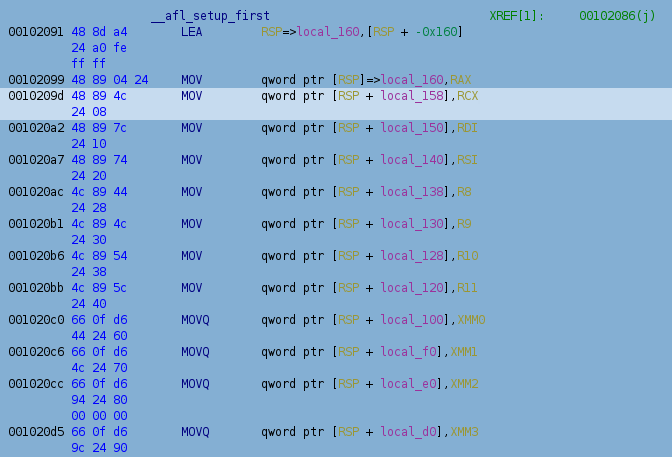 __afl_setup_first XREF[1]: 00102086(j)
00102091 48 8d a4 LEA RSP=>local_160,[RSP + -0x160]
24 a0 fe
ff ff
00102099 48 89 04 24 MOV qword ptr [RSP]=>local_160,RAX
0010209d 48 89 4c MOV qword ptr [RSP + local_158],RCX
24 08
001020a2 48 89 7c MOV qword ptr [RSP + local_150],RDI
24 10
001020a7 48 89 74 MOV qword ptr [RSP + local_140],RSI
24 20
001020ac 4c 89 44 MOV qword ptr [RSP + local_138],R8
24 28
001020b1 4c 89 4c MOV qword ptr [RSP + local_130],R9
24 30
001020b6 4c 89 54 MOV qword ptr [RSP + local_128],R10
24 38
001020bb 4c 89 5c MOV qword ptr [RSP + local_120],R11
24 40
001020c0 66 0f d6 MOVQ qword ptr [RSP + local_100],XMM0
44 24 60
001020c6 66 0f d6 MOVQ qword ptr [RSP + local_f0],XMM1
4c 24 70
001020cc 66 0f d6 MOVQ qword ptr [RSP + local_e0],XMM2
94 24 80
00 00 00
001020d5 66 0f d6 MOVQ qword ptr [RSP + local_d0],XMM3
9c 24 90